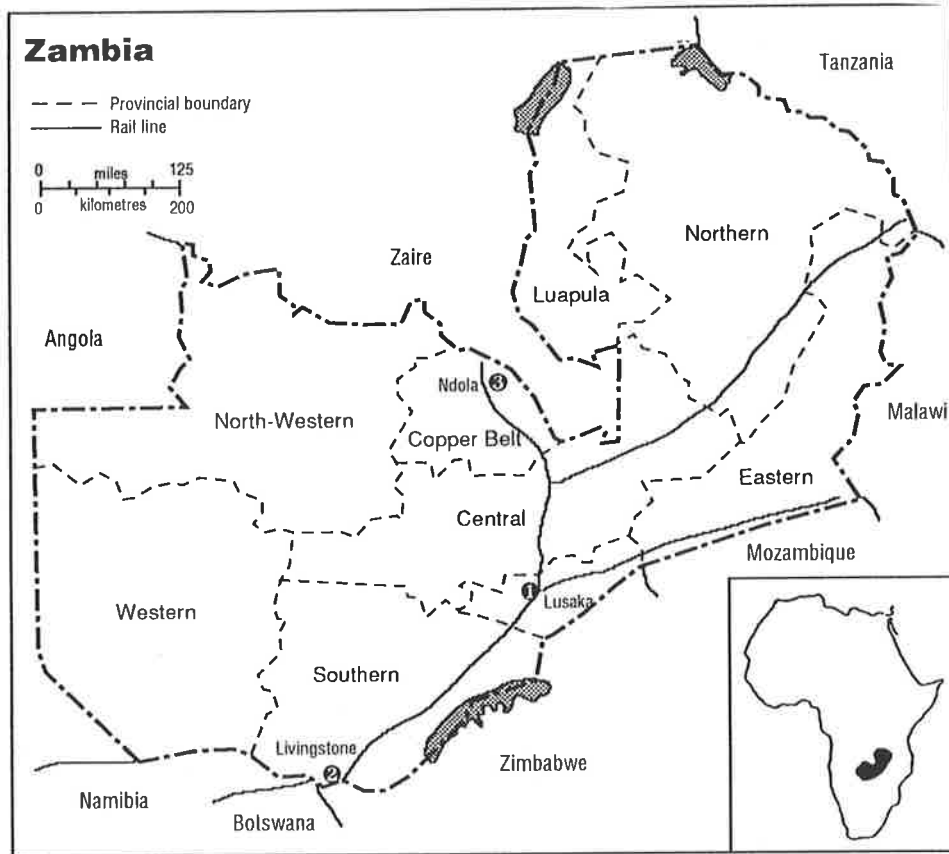 Zambia
Provincial boundary
Rail line
0 miles 125
0 kilometres 200
Tanzania
Zaire
Northern
Luapula
Angola
Ndola 3
North-Western
Copper Belt
Malawi
Eastern
Central
Mozambique
1 Lusaka
Western
Southern
Livingstone
2
Zimbabwe
Namibia
Botswana